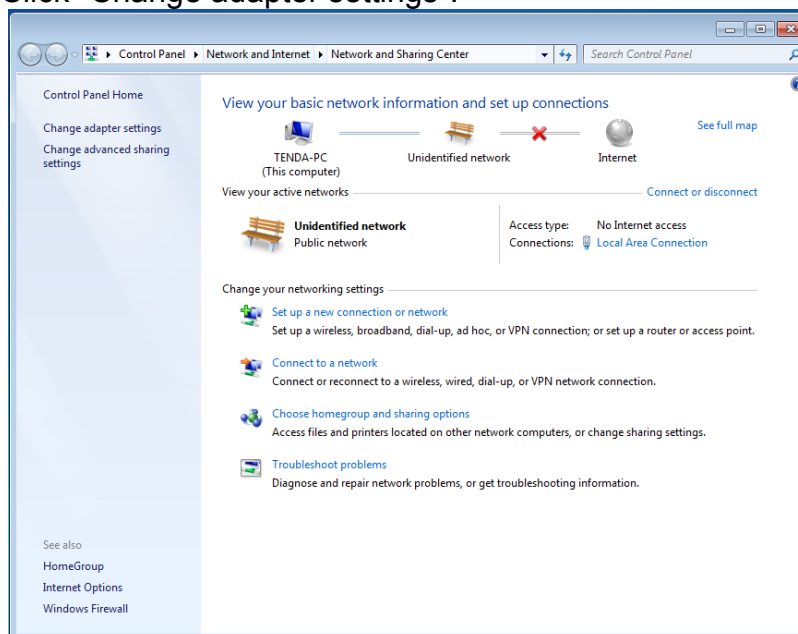 Click "Change adapter settings".
Control Panel Network and Internet Network and Sharing Center Search Control Panel
Control Panel Home
Change adapter settings
Change advanced sharing
settings
View your basic network information and set up connections
See full map
TENDA-PC
(This computer)
Unidentified network
Internet
View your active networks
Connect or disconnect
Unidentified network
Public network
Access type: No Internet access
Connections: Local Area Connection
Change your networking settings
Set up a new connection or network
Set up a wireless, broadband, dial-up, ad hoc, or VPN connection; or set up a router or access point.
Connect to a network
Connect or reconnect to a wireless, wired, dial-up, or VPN network connection.
Choose homegroup and sharing options
Access files and printers located on other network computers, or change sharing settings.
Troubleshoot problems
Diagnose and repair network problems, or get troubleshooting information.
See also
HomeGroup
Internet Options
Windows Firewall